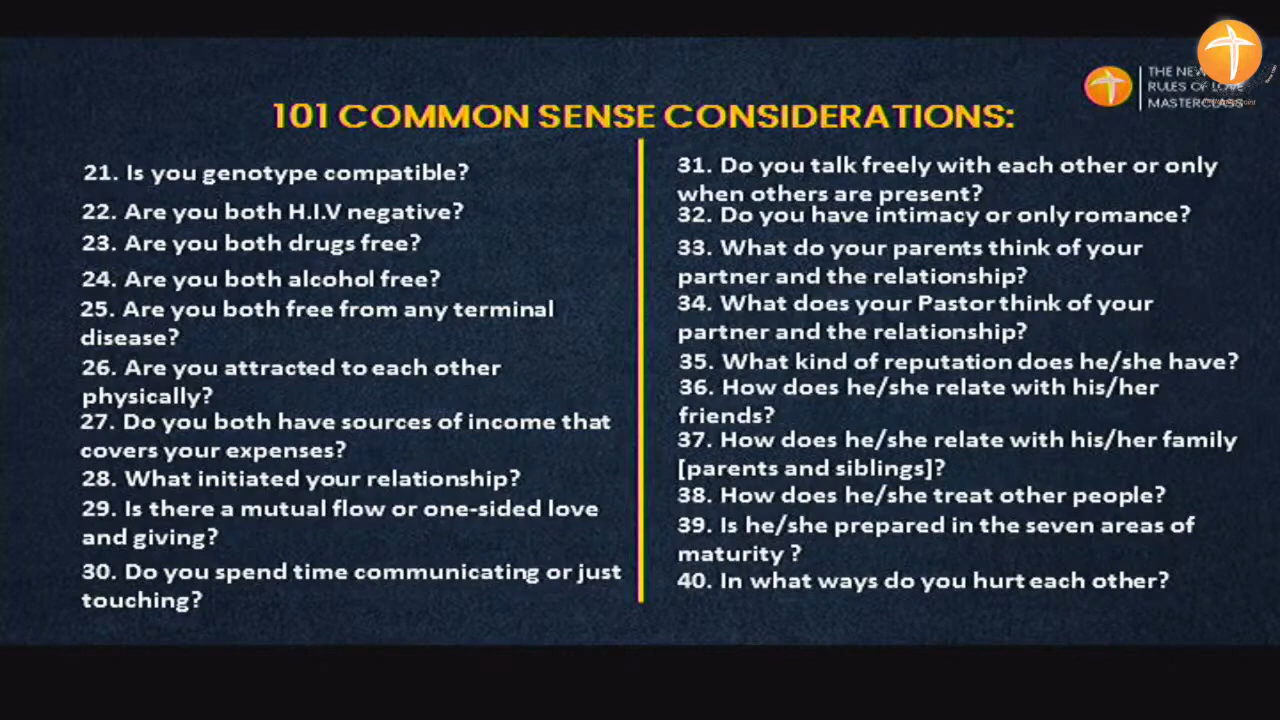 THE NEW
RULES OF LOVE
MASTERCLASS
101 COMMON SENSE CONSIDERATIONS:
21. Is you genotype compatible?
22. Are you both H.I.V negative?
23. Are you both drugs free?
24. Are you both alcohol free?
25. Are you both free from any terminal
disease?
26. Are you attracted to each other
physically?
27. Do you both have sources of income that
covers your expenses?
28. What initiated your relationship?
29. Is there a mutual flow or one-sided love
and giving?
30. Do you spend time communicating or just
touching?
31. Do you talk freely with each other or only
when others are present?
32. Do you have intimacy or only romance?
33. What do your parents think of your
partner and the relationship?
34. What does your Pastor think of your
partner and the relationship?
35. What kind of reputation does he/she have?
36. How does he/she relate with his/her
friends?
37. How does he/she relate with his/her family
[parents and siblings]?
38. How does he/she treat other people?
39. Is he/she prepared in the seven areas of
maturity ?
40. In what ways do you hurt each other?